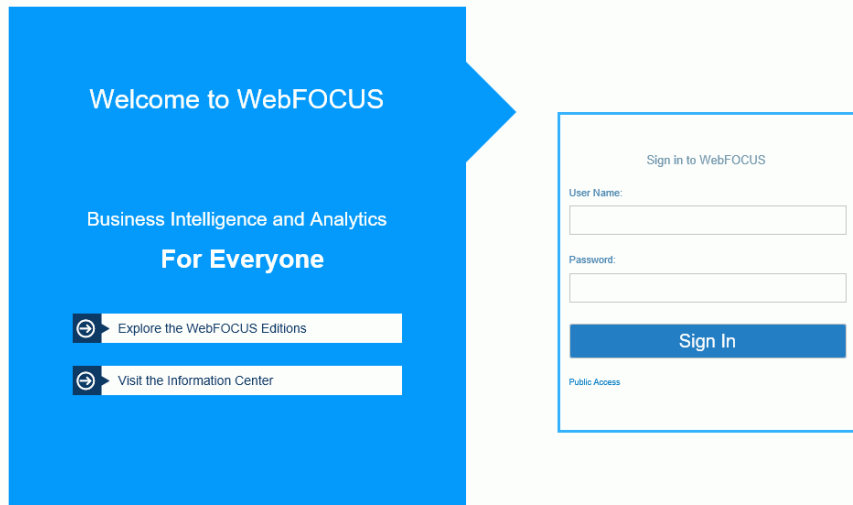 Welcome to WebFOCUS
Business Intelligence and Analytics
For Everyone
Explore the WebFOCUS Editions
Visit the Information Center
Sign in to WebFOCUS
User Name:
Password:
Sign In
Public Access